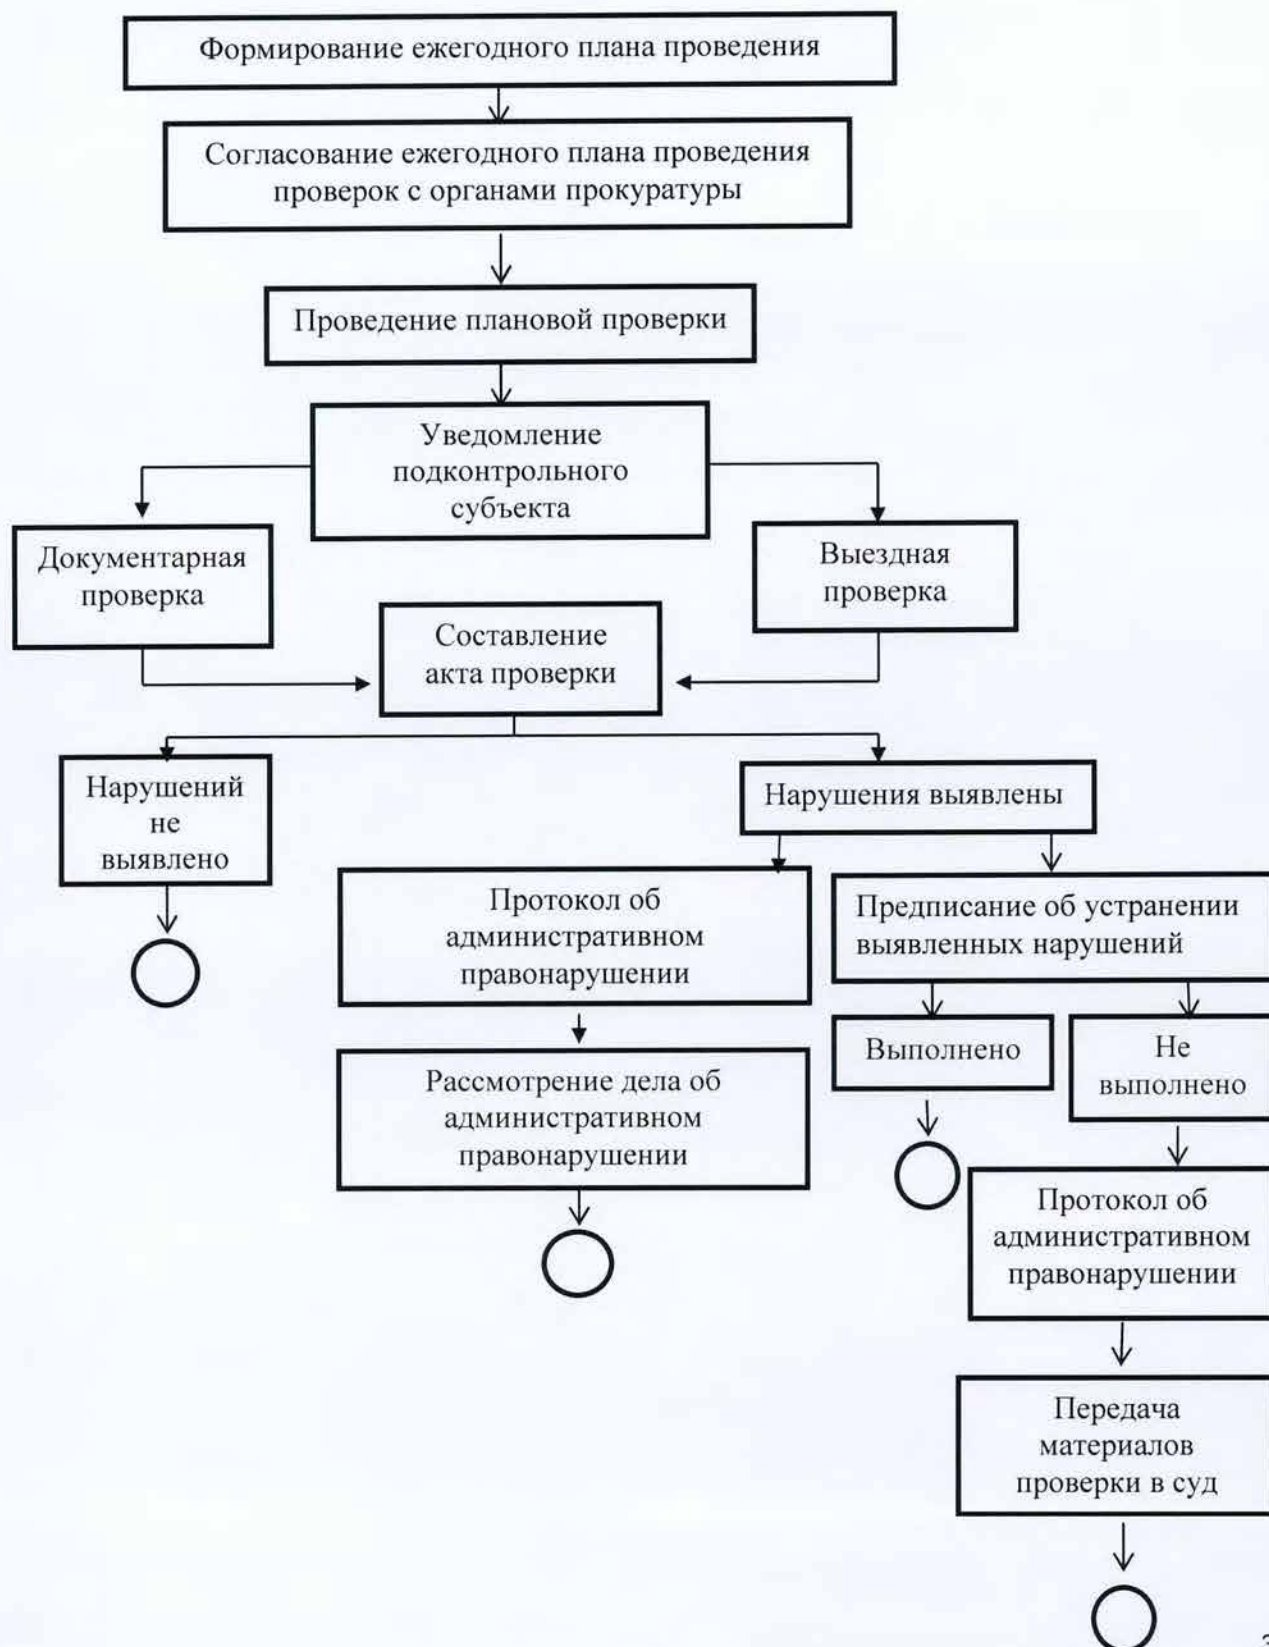 Формирование ежегодного плана проведения
Согласование ежегодного плана проведения
проверок с органами прокуратуры
Проведение плановой проверки
Уведомление
подконтрольного
субъекта
Документарная
проверка
Выездная
проверка
Составление
акта проверки
Нарушений
не
выявлено
Нарушения выявлены
Протокол об
административном
правонарушении
Предписание об устранении
выявленных нарушений
Выполнено
Не
выполнено
Рассмотрение дела об
административном
правонарушении
Протокол об
административном
правонарушении
Передача
материалов
проверки в суд